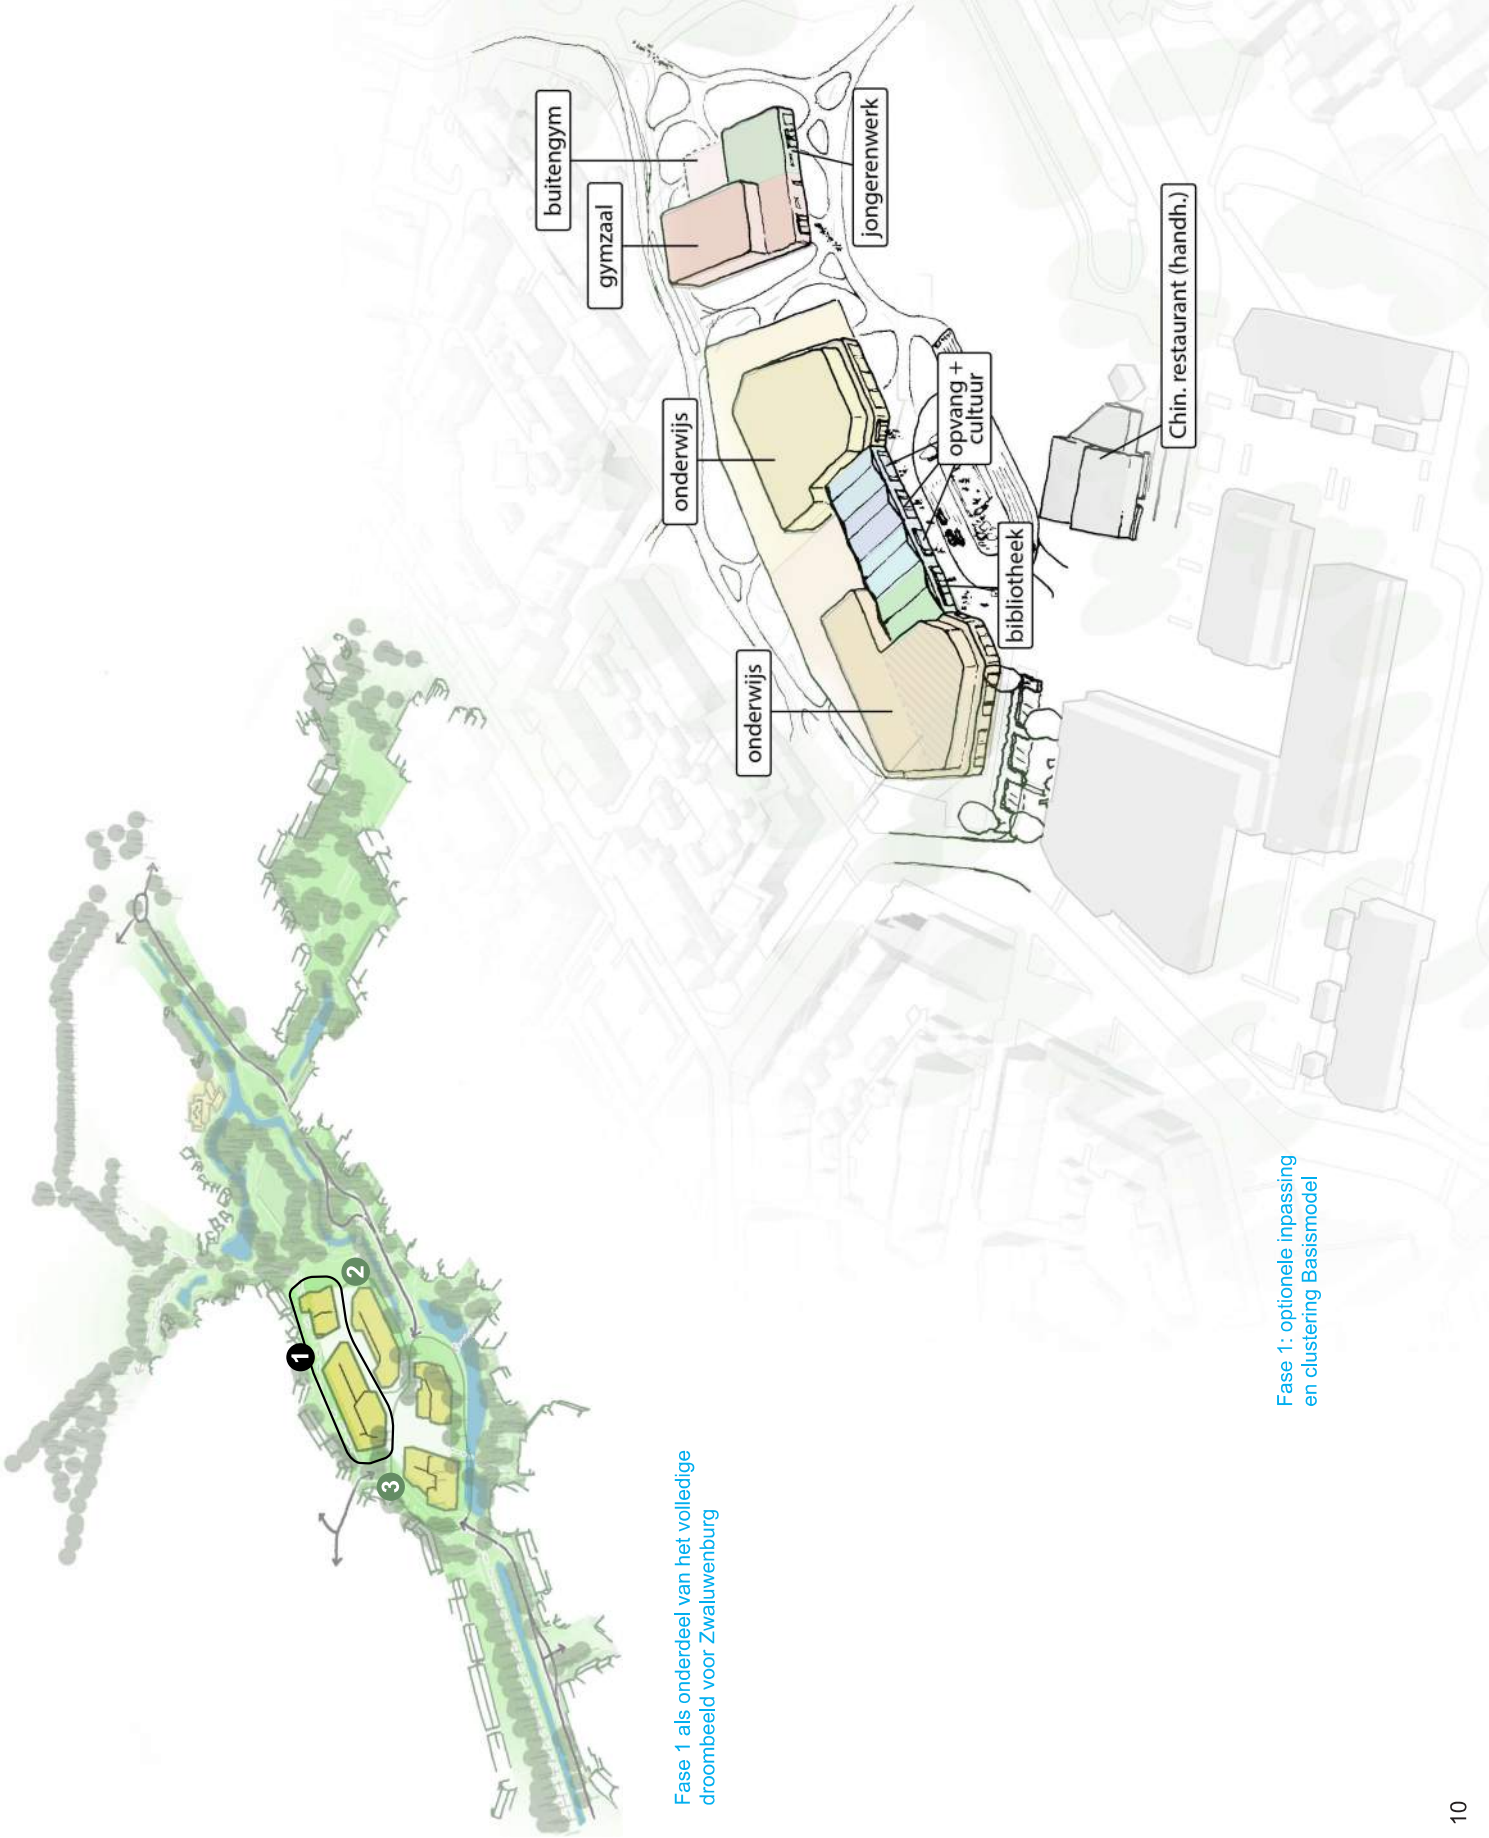 1
2
3
Fase 1 als onderdeel van het volledige
droombeeld voor Zwaluwenburg
onderwijs
onderwijs
gymzaal
buitengym
jongerenwerk
opvang +
cultuur
bibliotheek
Chin. restaurant (handh.)
Fase 1: optionele inpassing
en clustering Basismodel
10